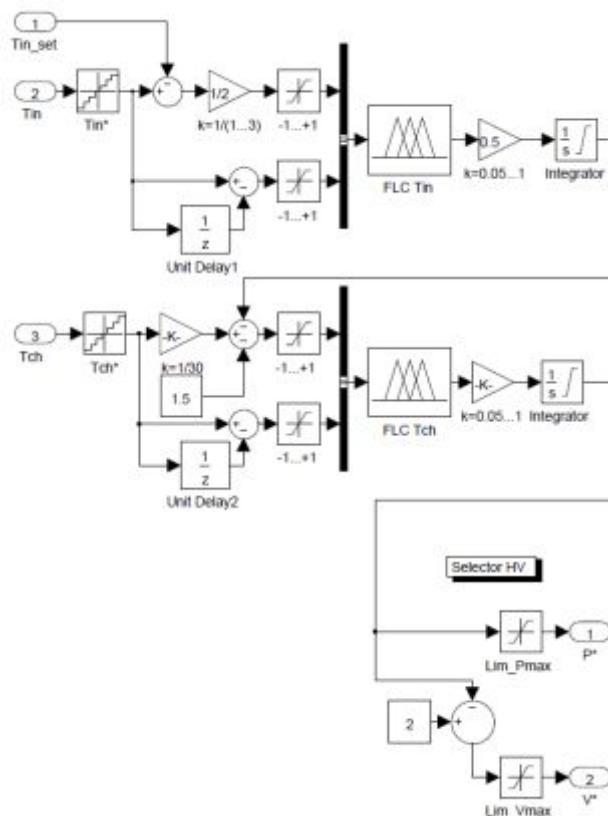 1
Tin_set
2
Tin
Tin*
1/2
k=1/(1...3)
-1...+1
FLC Tin
0.5
k=0.05...1
1
s
Integrator
1
z
Unit Delay1
-1...+1
3
Tch
Tch*
-K-
k=1/30
1.5
-1...+1
FLC Tch
-K-
k=0.05...1
1
s
Integrator
1
z
Unit Delay2
-1...+1
Selector HV
Lim_Pmax
1
P*
2
Lim_Vmax
2
V*